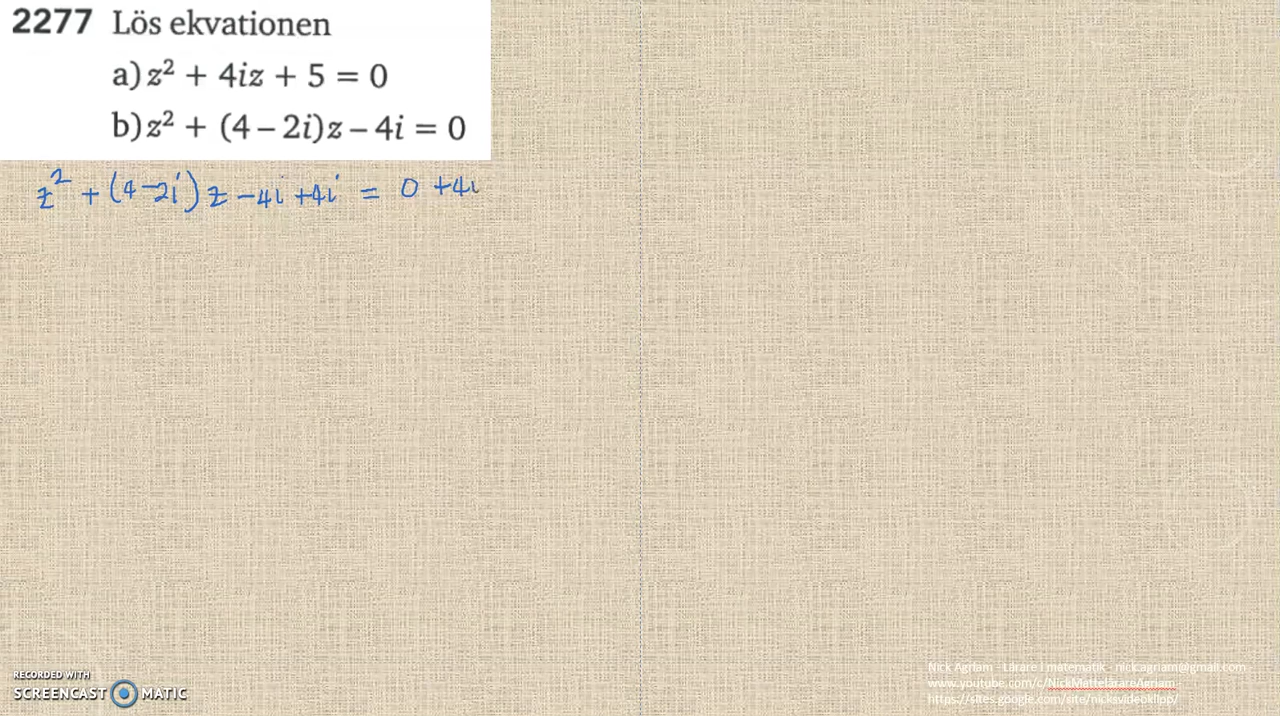 2277 Lös ekvationen
a) z² + 4iz + 5 = 0
b) z² + (4 – 2i)z – 4i = 0
z² + (4-2i) z -4i +4i = 0 +4i
RECORDED WITH
SCREENCAST MATIC
Nick Agriam - Lärare i matematik - nick.agriam@gmail.com
www.youtube.com/c/NickMattelärareAgriam
https://sites.google.com/site/nicksvideoklipp/